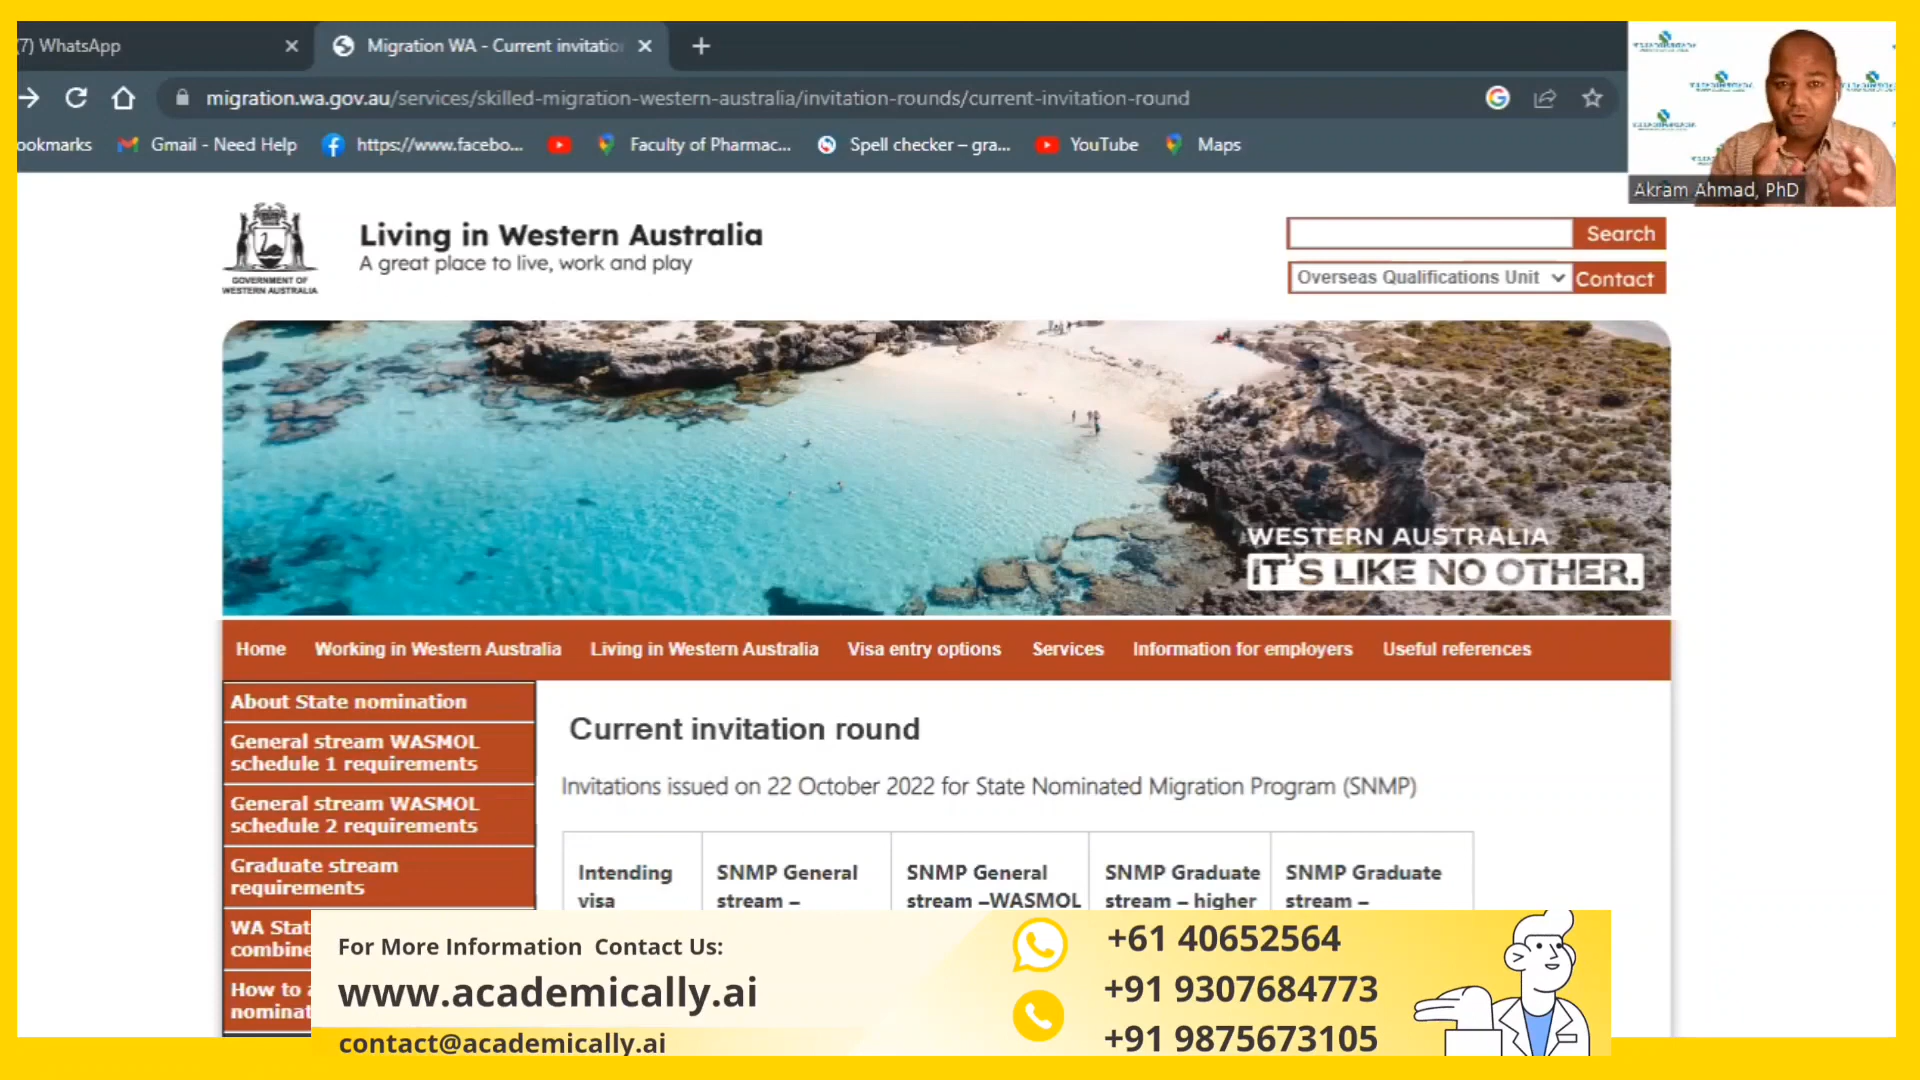 7) WhatsApp
Migration WA - Current invitatio
migration.wa.gov.au/services/skilled-migration-western-australia/invitation-rounds/current-invitation-round
ookmarks
Gmail - Need Help
https://www.facebo...
Faculty of Pharmac...
Spell checker – gra...
YouTube
Maps
Akram Ahmad, PhD
GOVERNMENT OF
WESTERN AUSTRALIA
Living in Western Australia
A great place to live, work and play
Search
Overseas Qualifications Unit
Contact
WESTERN AUSTRALIA
IT'S LIKE NO OTHER.
Home
Working in Western Australia
Living in Western Australia
Visa entry options
Services
Information for employers
Useful references
About State nomination
General stream WASMOL
schedule 1 requirements
General stream WASMOL
schedule 2 requirements
Graduate stream
requirements
WA Stat
combine
How to
nominat
Current invitation round
Invitations issued on 22 October 2022 for State Nominated Migration Program (SNMP)
Intending
visa
SNMP General
stream –
SNMP General
stream –WASMOL
SNMP Graduate
stream – higher
SNMP Graduate
stream –
For More Information Contact Us:
www.academically.ai
contact@academically.ai
+61 40652564
+91 9307684773
+91 9875673105